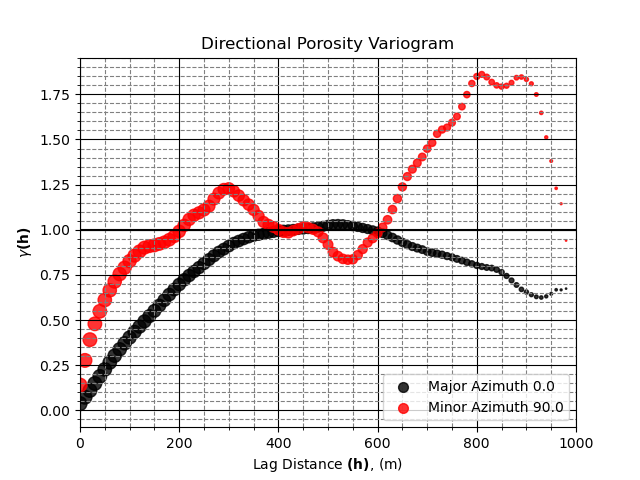 Directional Porosity Variogram
γ(h)
1.75
1.50
1.25
1.00
0.75
0.50
0.25
0.00
Major Azimuth 0.0
Minor Azimuth 90.0
0 200 400 600 800 1000
Lag Distance (h), (m)